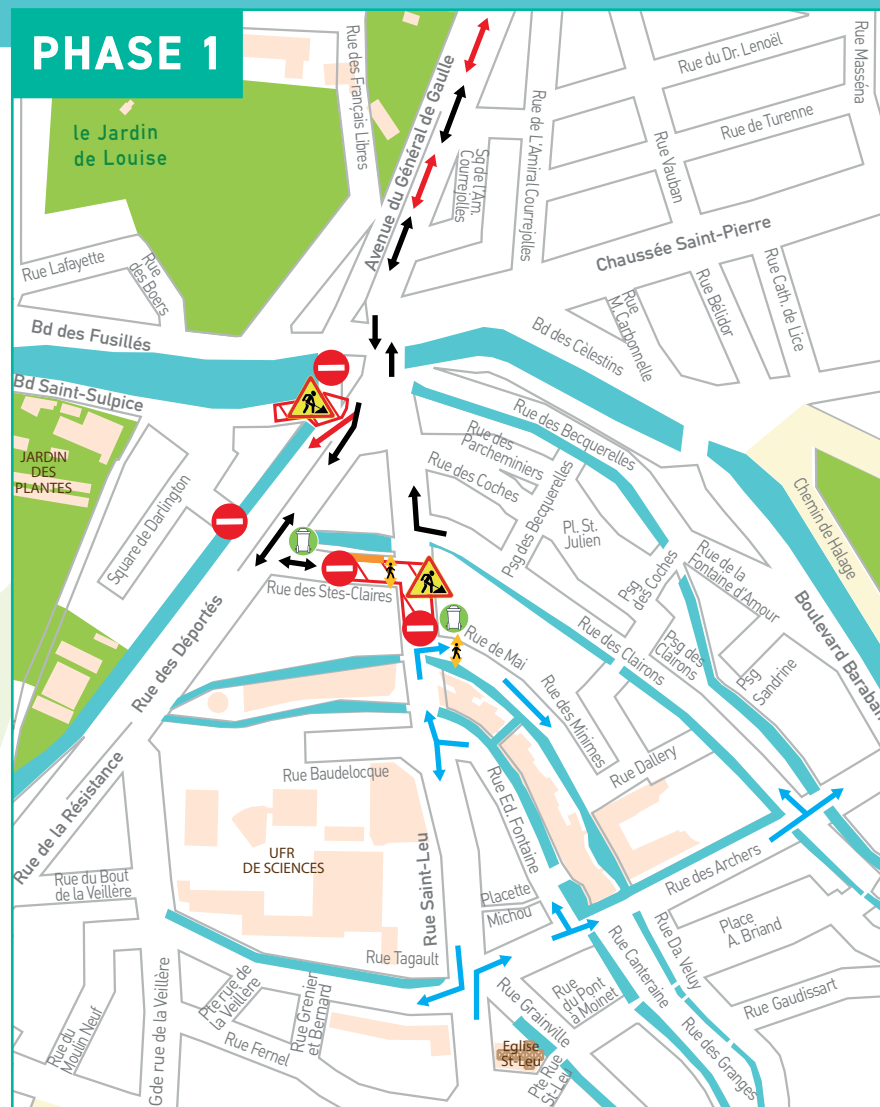 PHASE 1
le Jardin
de Louise
Rue des Français Libres
Avenue du Général de Gaulle
Sq de l'Am.
Courrejolles
Rue de L'Amiral Courrejolles
Rue du Dr. Lenoël
Rue Masséna
Rue de Turenne
Rue Vauban
Chaussée Saint-Pierre
Rue Lafayette
Rue
des Boers
Rue
M. Carbonnelle
Rue Bélidor
Rue Cath. de Lice
Bd des Fusillés
Bd des Célestins
Bd Saint-Sulpice
JARDIN
DES
PLANTES
Square de Darlington
Rue des Becquerelles
Rue des
Parcheminiers
Rue des Coches
Psg des Becquerelles
Pl. St.
Julien
Chemin de Halage
Rue des Stes-Claires
Psg
des Coches
Rue de la
Fontaine d'Amour
Boulevard Baraban
Rue des Déportés
Rue de Mai
Rue des Clairons
Psg des
Clairons
Psg
Sandrine
Rue des Minimes
Rue Dallery
Rue de la Résistance
Rue Baudelocque
Rue Ed. Fontaine
UFR
DE SCIENCES
Rue Saint-Leu
Rue des Archers
Rue du Bout
de la Veillère
Placette
Michou
Place
A. Briand
Rue Tagault
Rue Canteraine
Rue Da. Veluy
Rue Gaudissart
Rue du
Moulin Neuf
Gde rue de la Veillère
Pte rue de
la Veillère
Rue Grenier
et Bernard
Rue Fernel
Rue Grainville
Rue
du Pont
à Moinet
Eglise
St-Leu
Pte Rue
St-Leu
Rue des Granges